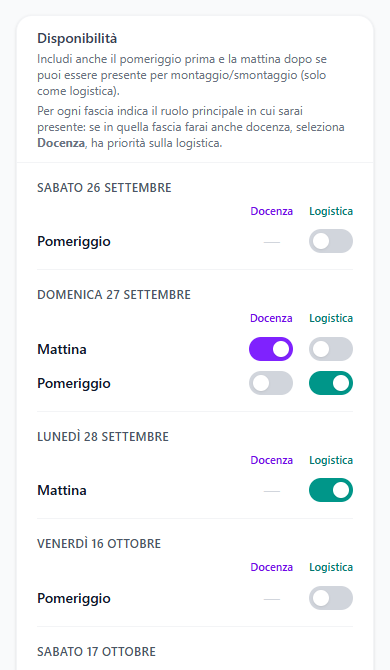 Disponibilità
Includi anche il pomeriggio prima e la mattina dopo se
puoi essere presente per montaggio/smontaggio (solo
come logistica).
Per ogni fascia indica il ruolo principale in cui sarai
presente: se in quella fascia farai anche docenza, seleziona
Docenza, ha priorità sulla logistica.
SABATO 26 SETTEMBRE
Docenza Logistica
Pomeriggio —
DOMENICA 27 SETTEMBRE
Docenza Logistica
Mattina
Pomeriggio
LUNEDÌ 28 SETTEMBRE
Docenza Logistica
Mattina —
VENERDÌ 16 OTTOBRE
Docenza Logistica
Pomeriggio —
SABATO 17 OTTOBRE